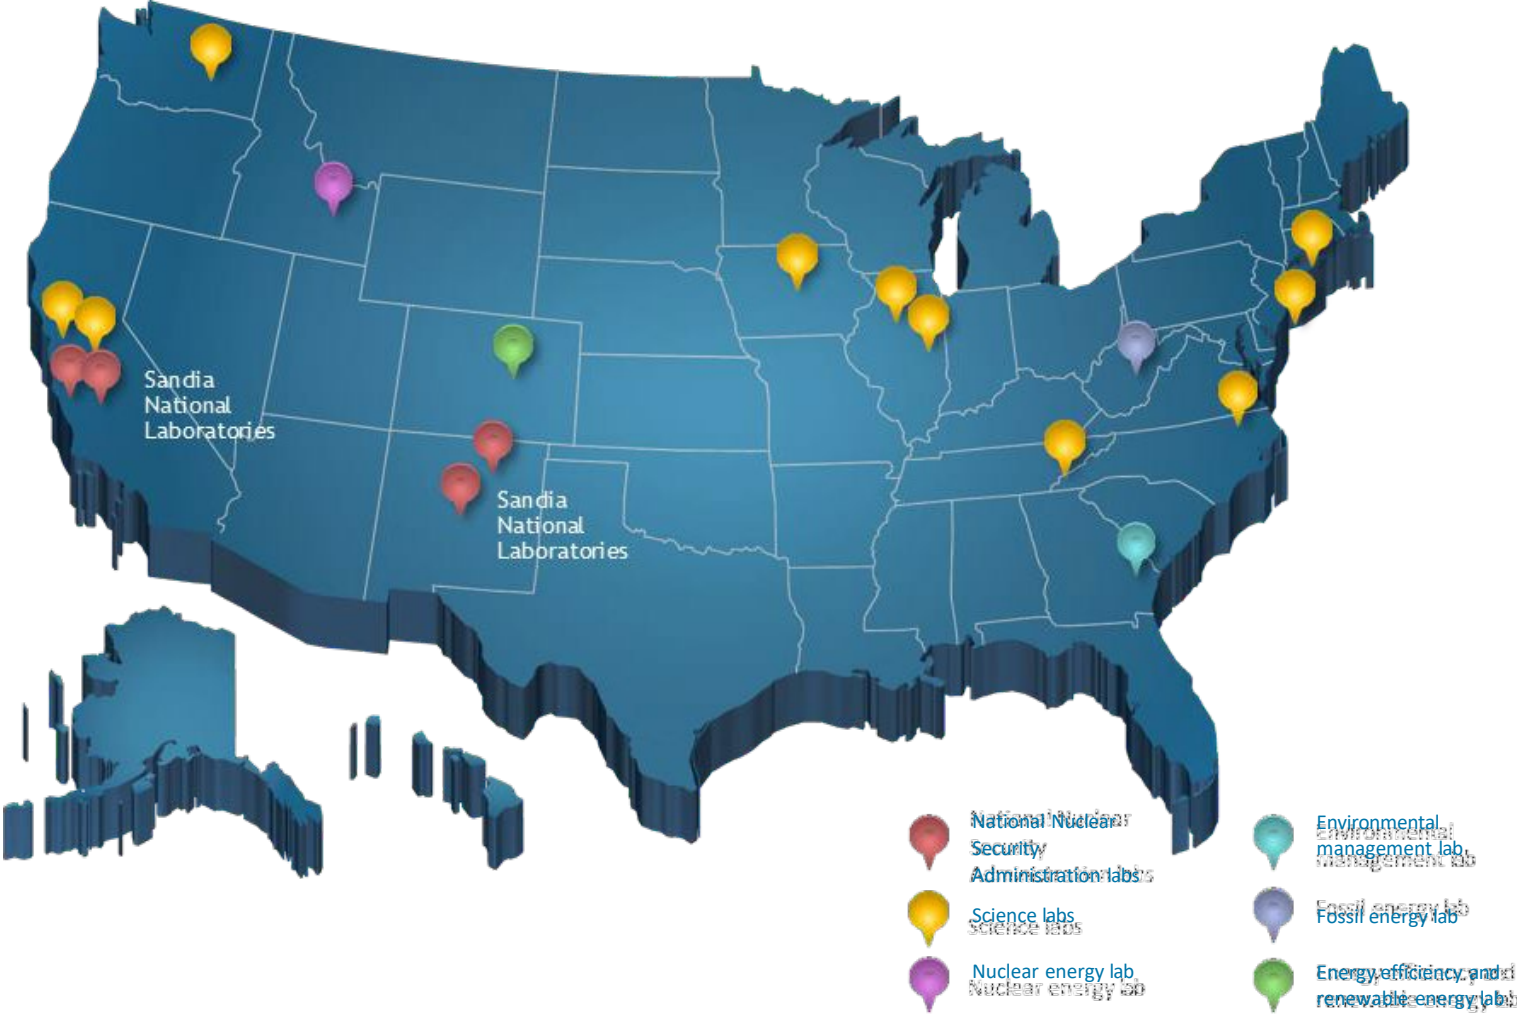 Sandia
National
Laboratories
Sandia
National
Laboratories
National Nuclear
Security
Administration labs
Science labs
Nuclear energy lab
Environmental
management lab
Fossil energy lab
Energy efficiency and
renewable energy lab